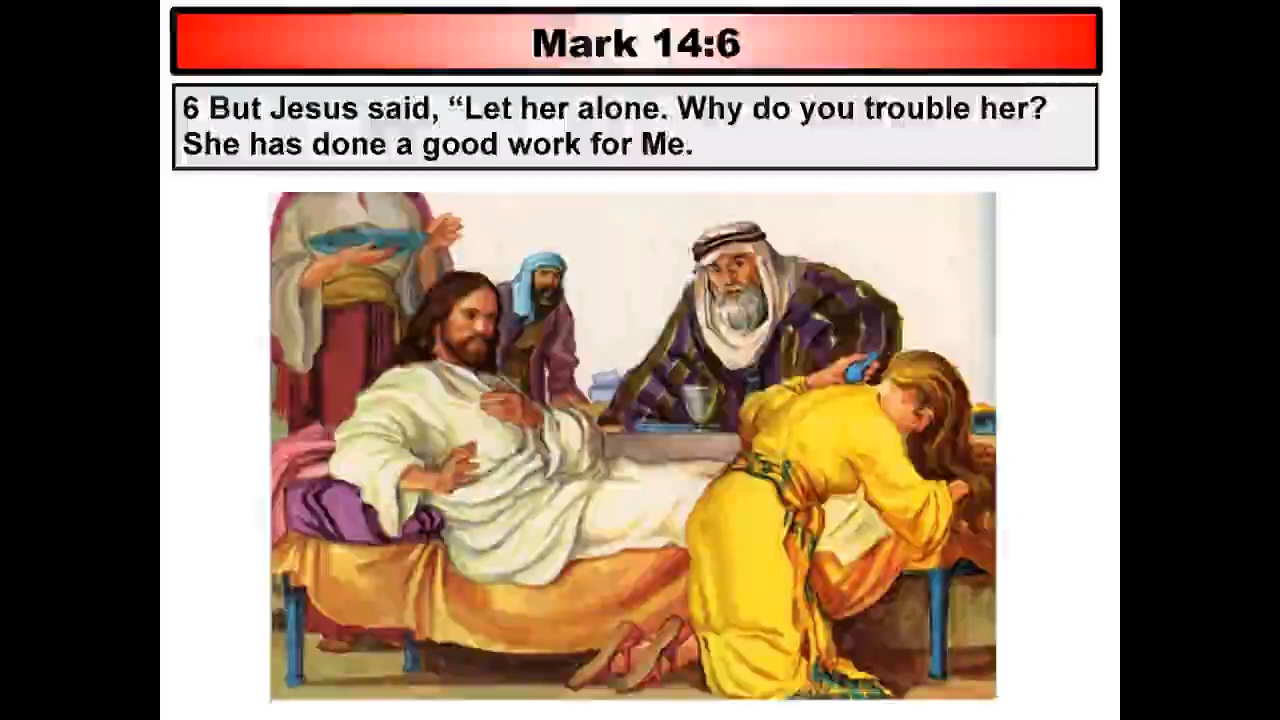 Mark 14:6
6 But Jesus said, “Let her alone. Why do you trouble her?
She has done a good work for Me.